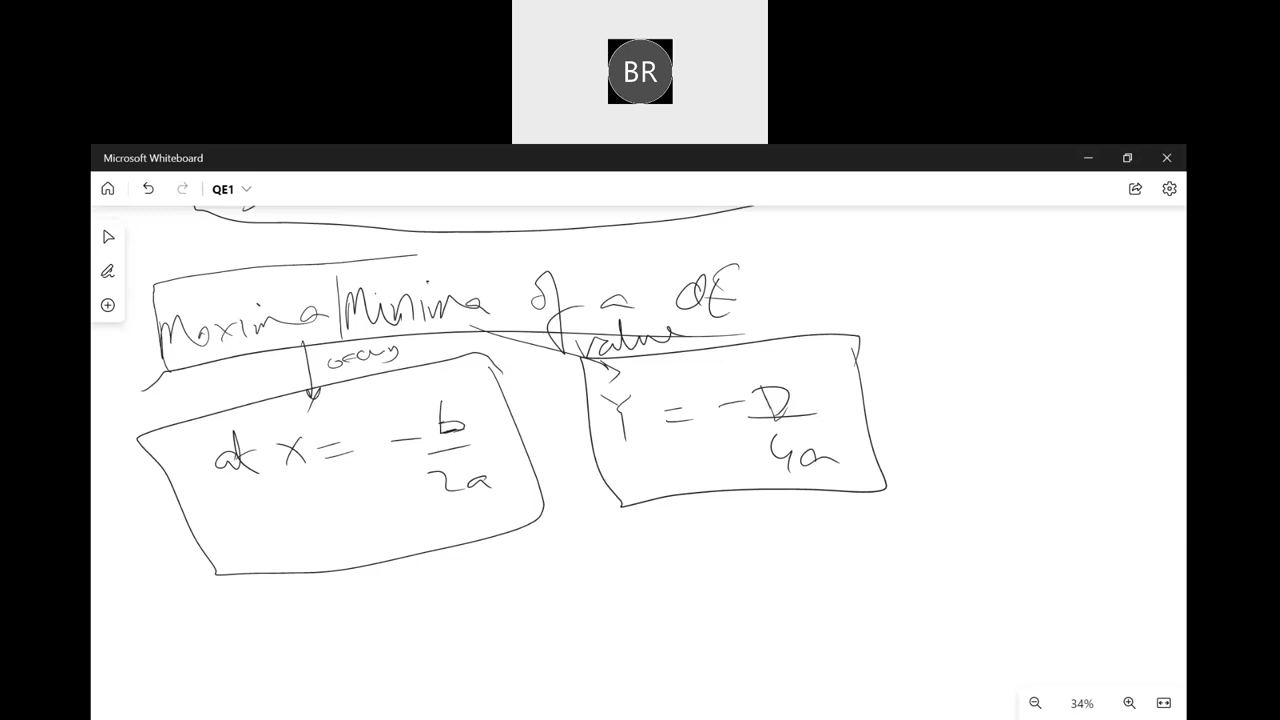 BR
Microsoft Whiteboard
QE1
Maxima/Minima of a QE
occurs
value
at x = -b/2a
Y = -D/4a
34%